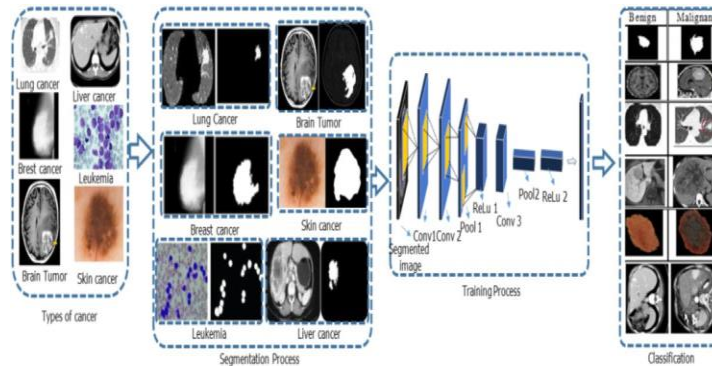 Lung cancer
Liver cancer
Brest cancer
Leukemia
Brain Tumor
Skin cancer
Types of cancer
Lung Cancer
Brain Tumor
Breast cancer
Skin cancer
Leukemia
Liver cancer
Segmentation Process
Segmented image
Conv1
Conv 2
Pool 1
ReLu 1
Conv 3
Pool2
ReLu 2
Training Process
Benign
Malignant
Classification